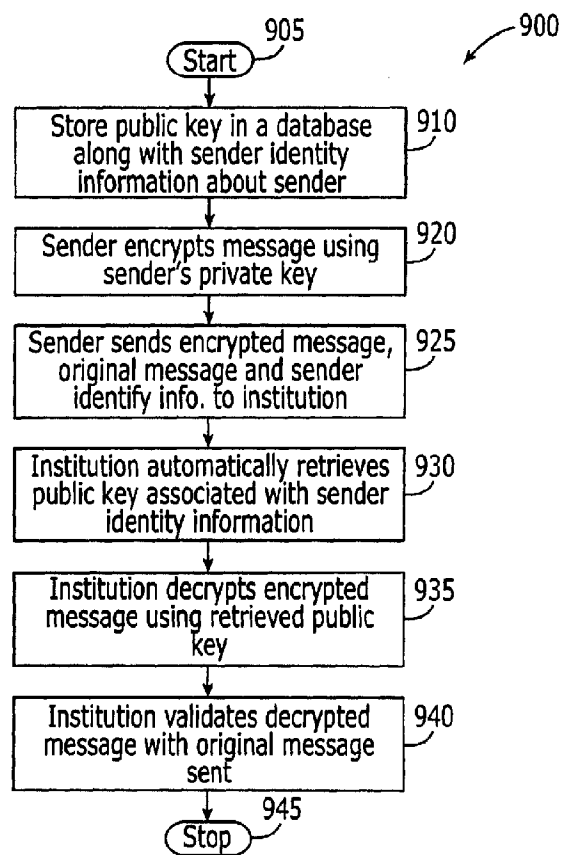 900
905
Start
Store public key in a database
along with sender identity
information about sender
910
Sender encrypts message using
sender's private key
920
Sender sends encrypted message,
original message and sender
identify info. to institution
925
Institution automatically retrieves
public key associated with sender
identity information
930
Institution decrypts encrypted
message using retrieved public
key
935
Institution validates decrypted
message with original message
sent
940
945
Stop